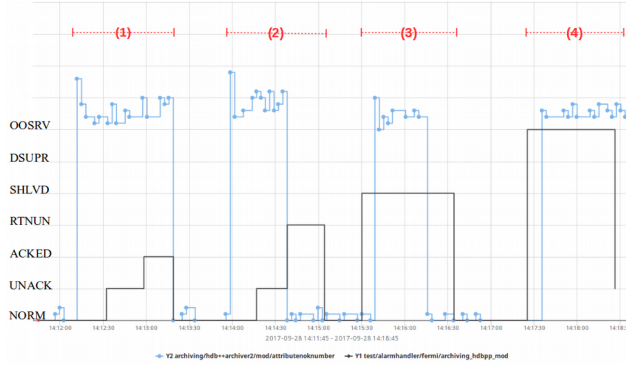 (1) (2) (3) (4)
OOSRV
DSUPR
SHLVD
RTNUN
ACKED
UNACK
NORM
14:12:00 14:12:30 14:13:00 14:13:30 14:14:00 14:14:30 14:15:00 14:15:30 14:16:00 14:16:30 14:17:00 14:17:30 14:18:00 14:18:3
2017-09-28 14:11:45 - 2017-09-28 14:18:45
Y2 archiving/hdb++archiver2/mod/attributenoknumber Y1 test/alarmhandler/fermi/archiving_hdbpp_mod